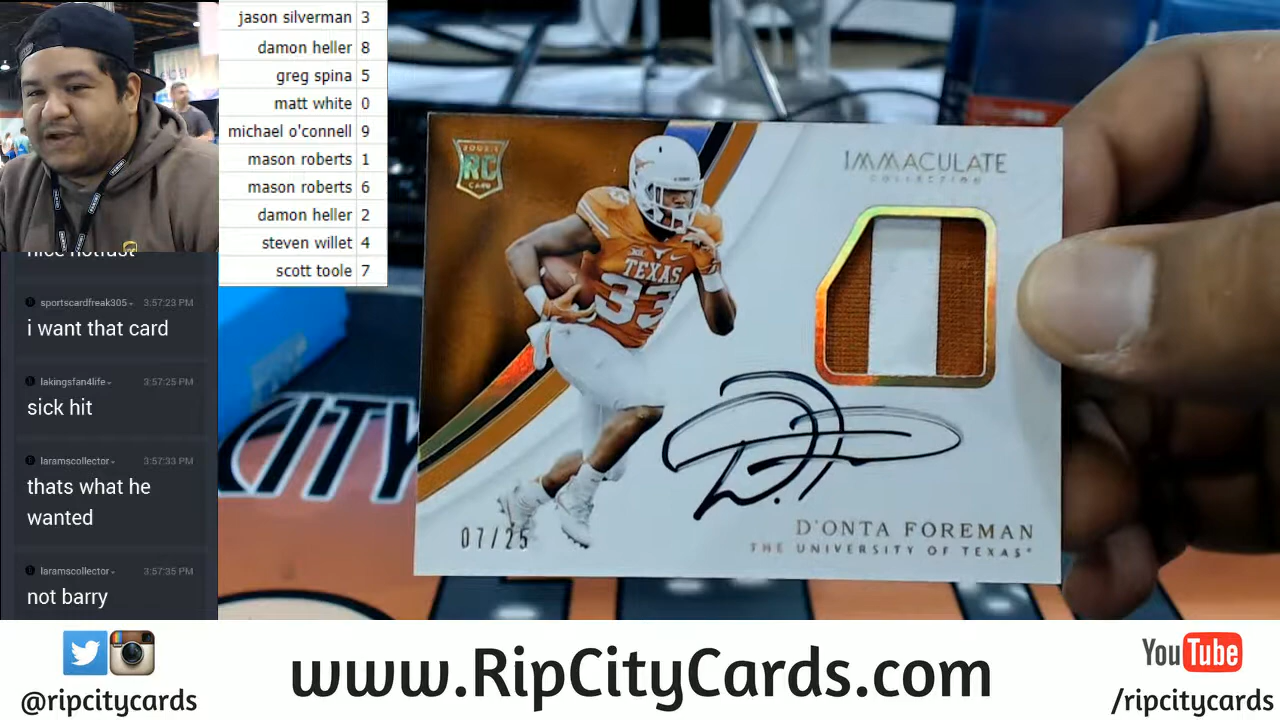 jason silverman 3
damon heller 8
greg spina 5
matt white 0
michael o'connell 9
mason roberts 1
mason roberts 6
damon heller 2
steven willet 4
scott toole 7
sportscardfreak305 3:57:23 PM
i want that card
lakingsfan4life 3:57:25 PM
sick hit
laramscollector 3:57:33 PM
thats what he
wanted
laramscollector 3:57:35 PM
not barry
ROOKIE
RC
CARD
IMMACULATE
COLLECTION
TEXAS
33
07/25
D'ONTA FOREMAN
THE UNIVERSITY OF TEXAS
CITY
@ripcitycards
www.RipCityCards.com
YouTube
/ripcitycards